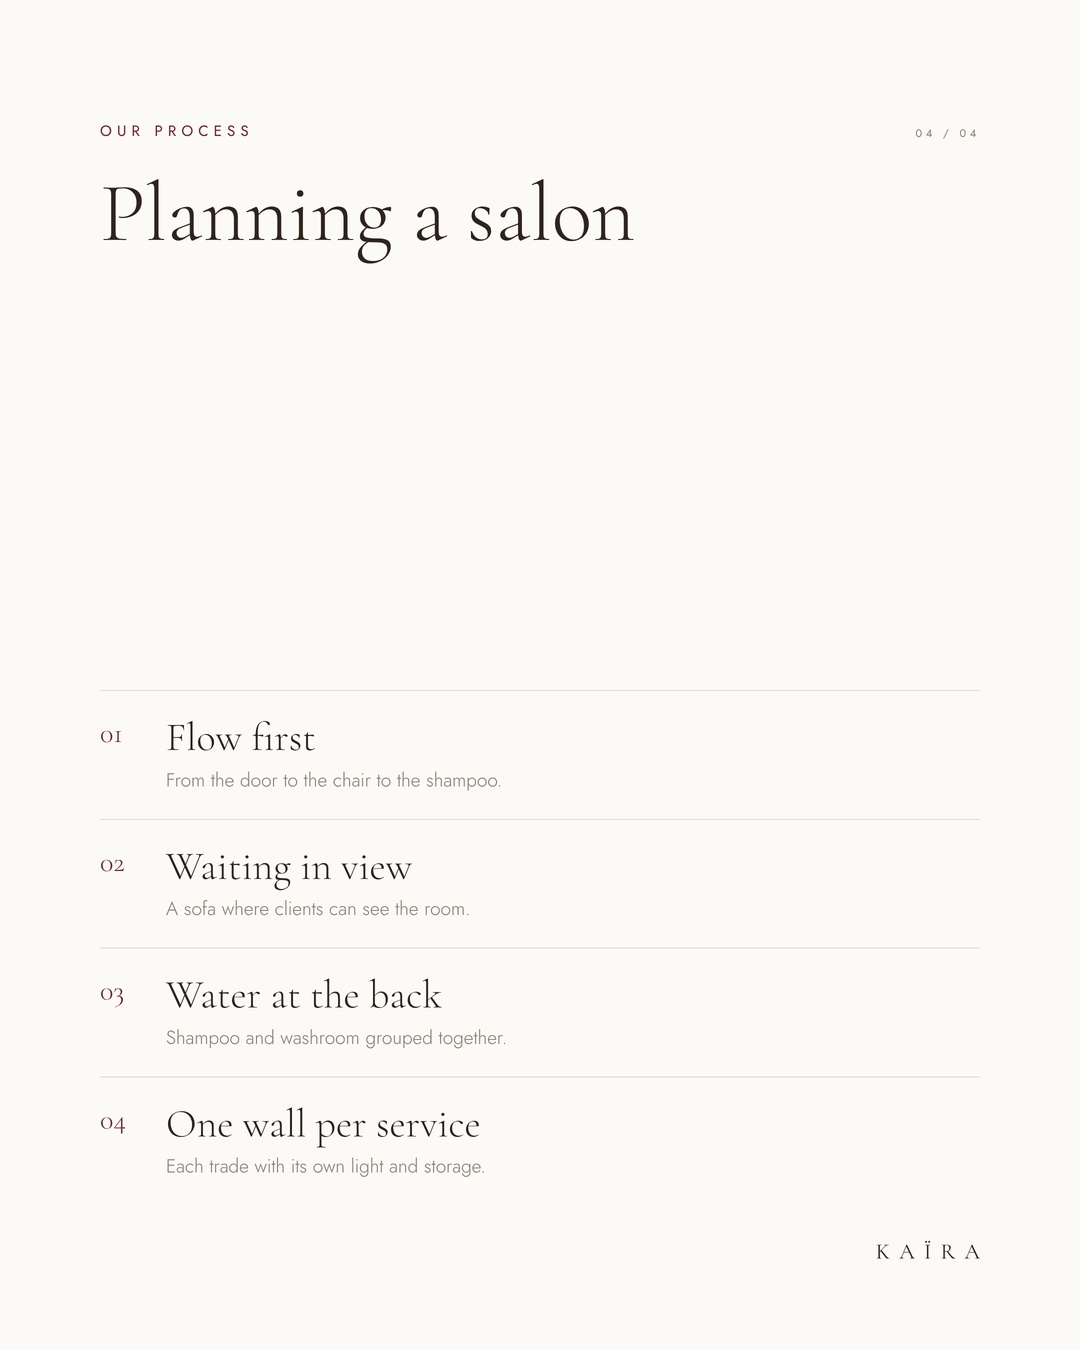 OUR PROCESS
04 / 04
Planning a salon
01
Flow first
From the door to the chair to the shampoo.
02
Waiting in view
A sofa where clients can see the room.
03
Water at the back
Shampoo and washroom grouped together.
04
One wall per service
Each trade with its own light and storage.
KAÏRA